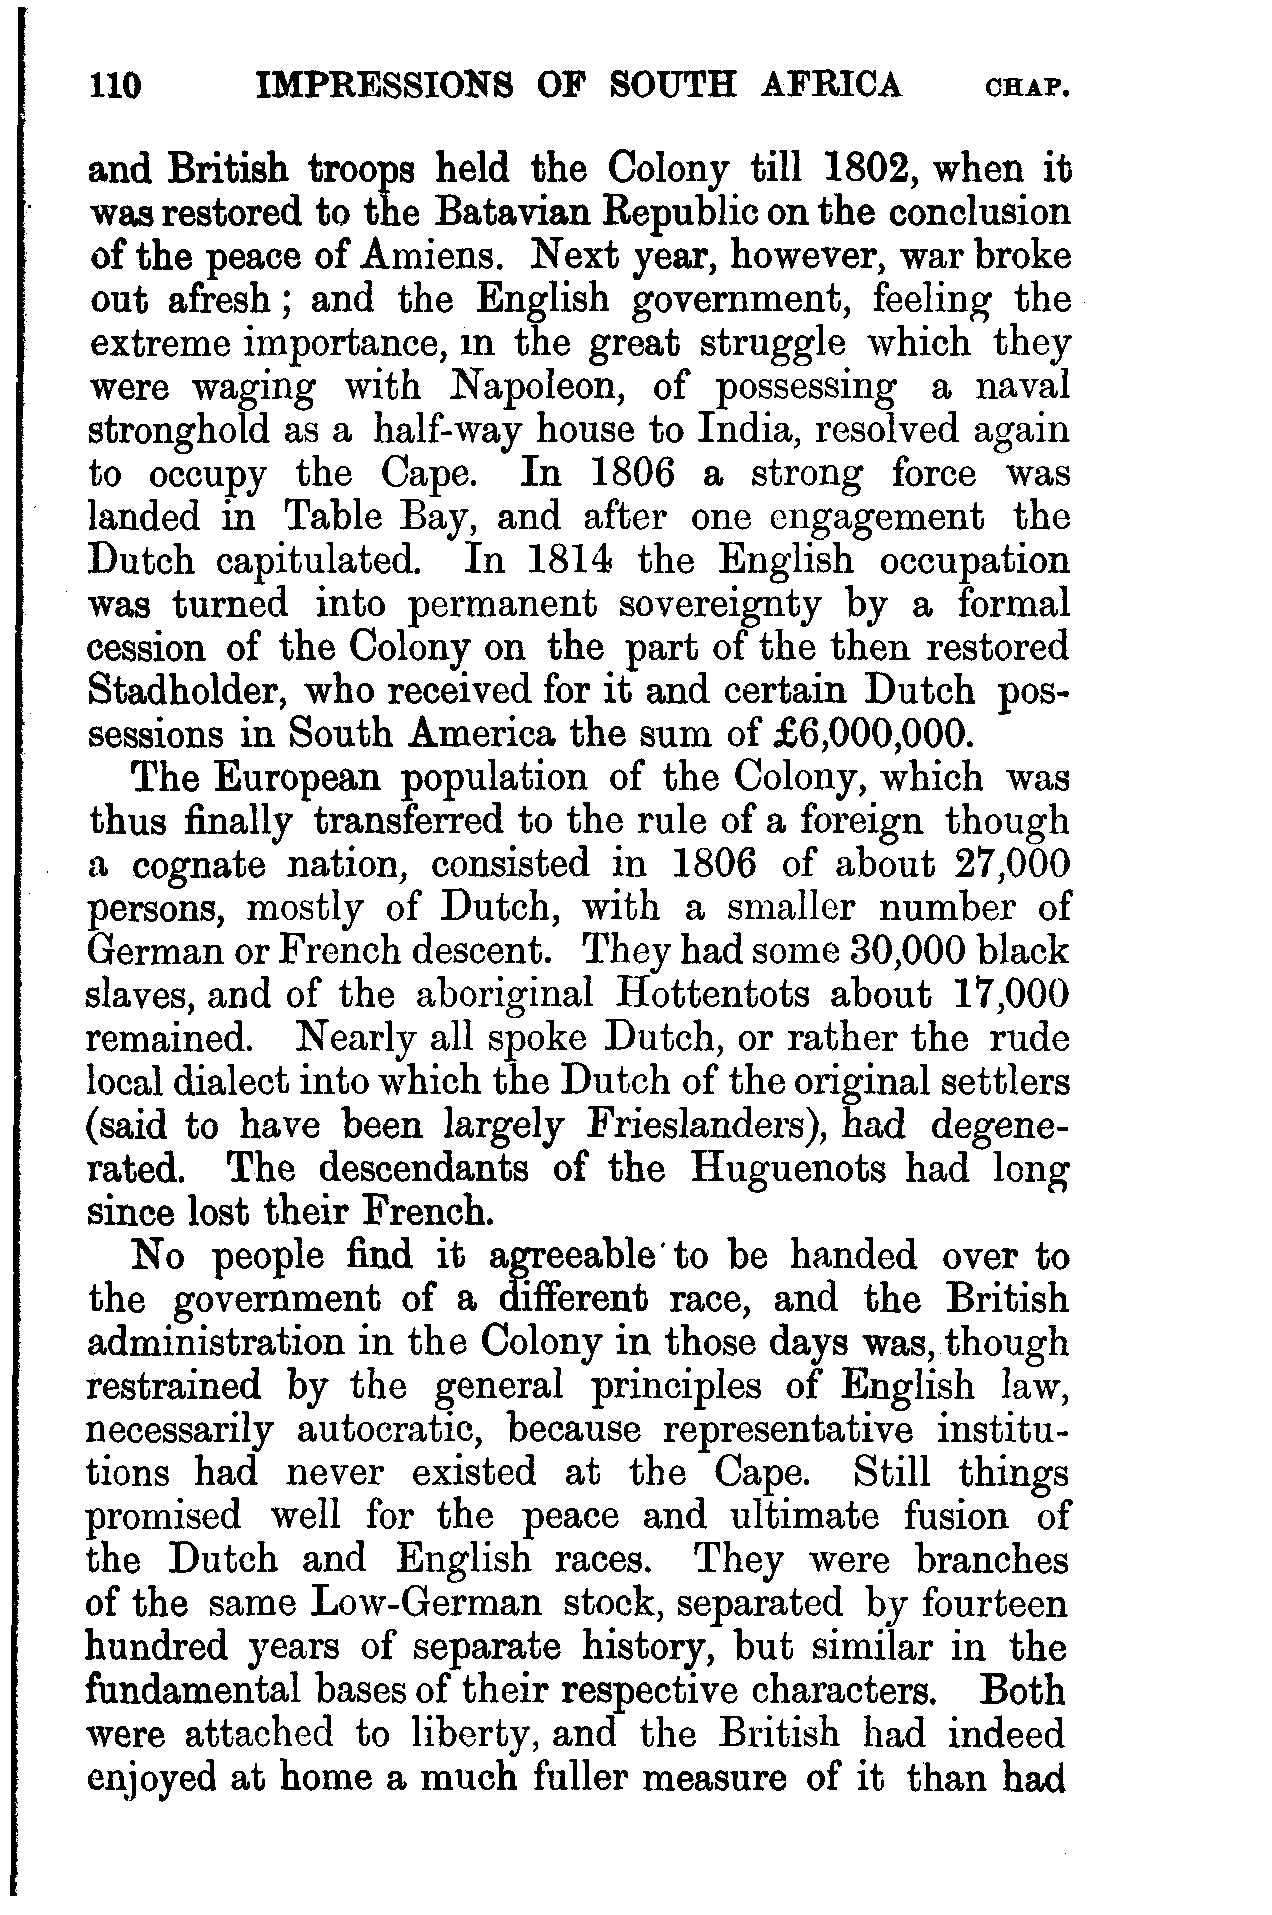 110 IMPRESSIONS OF SOUTH AFRICA CHAP.
and British troops held the Colony till 1802, when it
was restored to the Batavian Republic on the conclusion
of the peace of Amiens. Next year, however, war broke
out afresh; and the English government, feeling the
extreme importance, in the great struggle which they
were waging with Napoleon, of possessing a naval
stronghold as a half-way house to India, resolved again
to occupy the Cape. In 1806 a strong force was
landed in Table Bay, and after one engagement the
Dutch capitulated. In 1814 the English occupation
was turned into permanent sovereignty by a formal
cession of the Colony on the part of the then restored
Stadholder, who received for it and certain Dutch pos-
sessions in South America the sum of £6,000,000.
The European population of the Colony, which was
thus finally transferred to the rule of a foreign though
a cognate nation, consisted in 1806 of about 27,000
persons, mostly of Dutch, with a smaller number of
German or French descent. They had some 30,000 black
slaves, and of the aboriginal Hottentots about 17,000
remained. Nearly all spoke Dutch, or rather the rude
local dialect into which the Dutch of the original settlers
(said to have been largely Frieslanders), had degene-
rated. The descendants of the Huguenots had long
since lost their French.
No people find it agreeable to be handed over to
the government of a different race, and the British
administration in the Colony in those days was, though
restrained by the general principles of English law,
necessarily autocratic, because representative institu-
tions had never existed at the Cape. Still things
promised well for the peace and ultimate fusion of
the Dutch and English races. They were branches
of the same Low-German stock, separated by fourteen
hundred years of separate history, but similar in the
fundamental bases of their respective characters. Both
were attached to liberty, and the British had indeed
enjoyed at home a much fuller measure of it than had